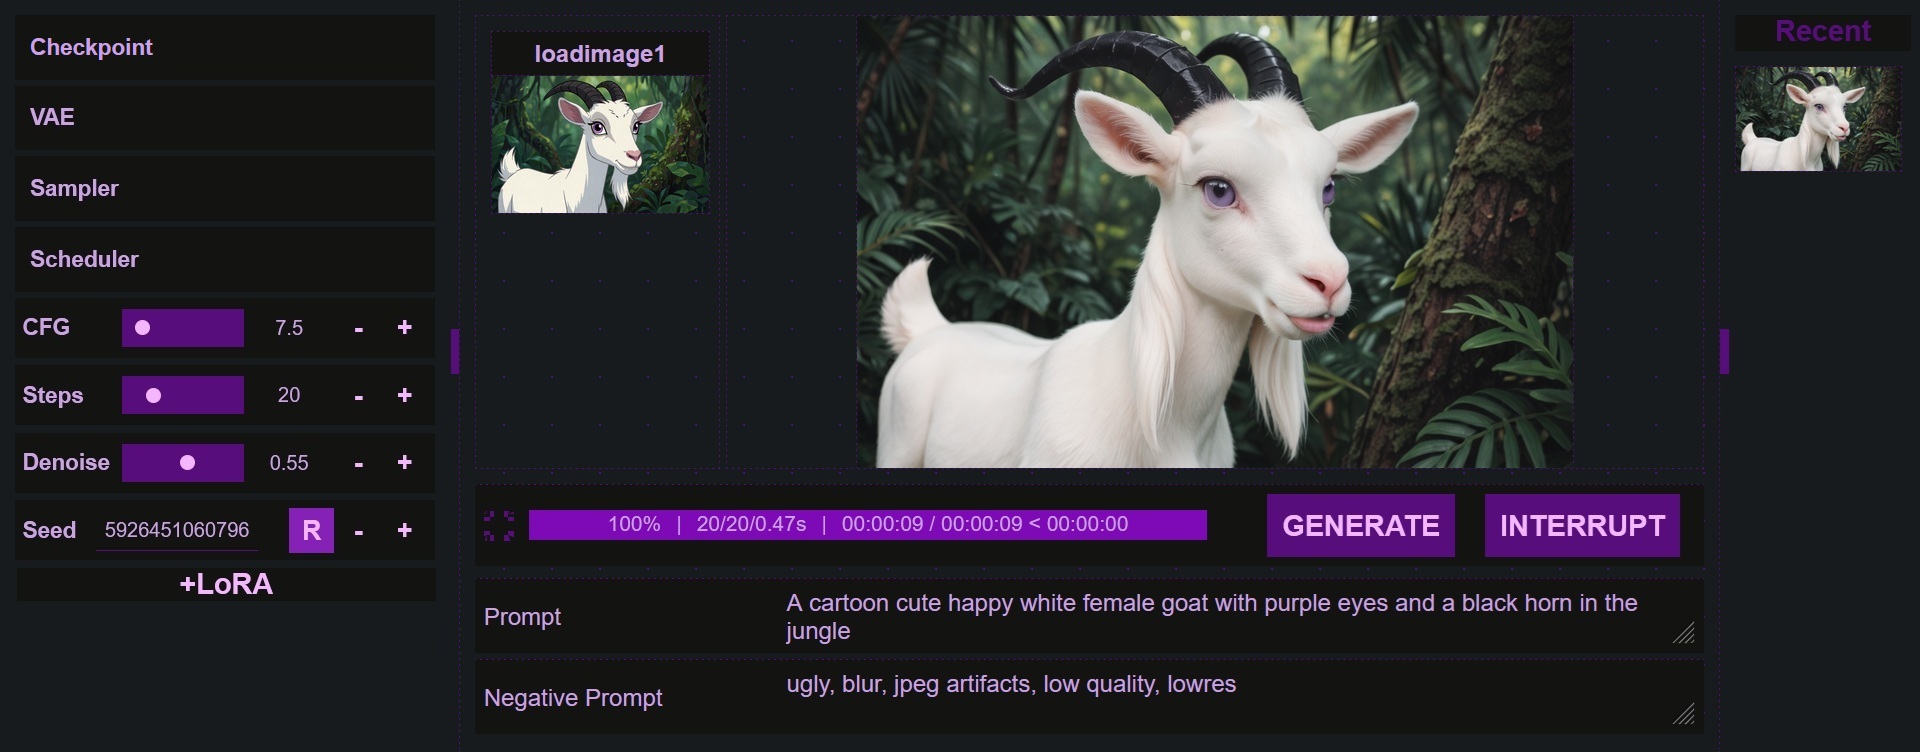 Checkpoint
VAE
Sampler
Scheduler
CFG 7.5 - +
Steps 20 - +
Denoise 0.55 - +
Seed 5926451060796 R - +
+LoRA
loadimage1
100% | 20/20/0.47s | 00:00:09 / 00:00:09 < 00:00:00
GENERATE
INTERRUPT
Prompt
A cartoon cute happy white female goat with purple eyes and a black horn in the
jungle
Negative Prompt
ugly, blur, jpeg artifacts, low quality, lowres
Recent